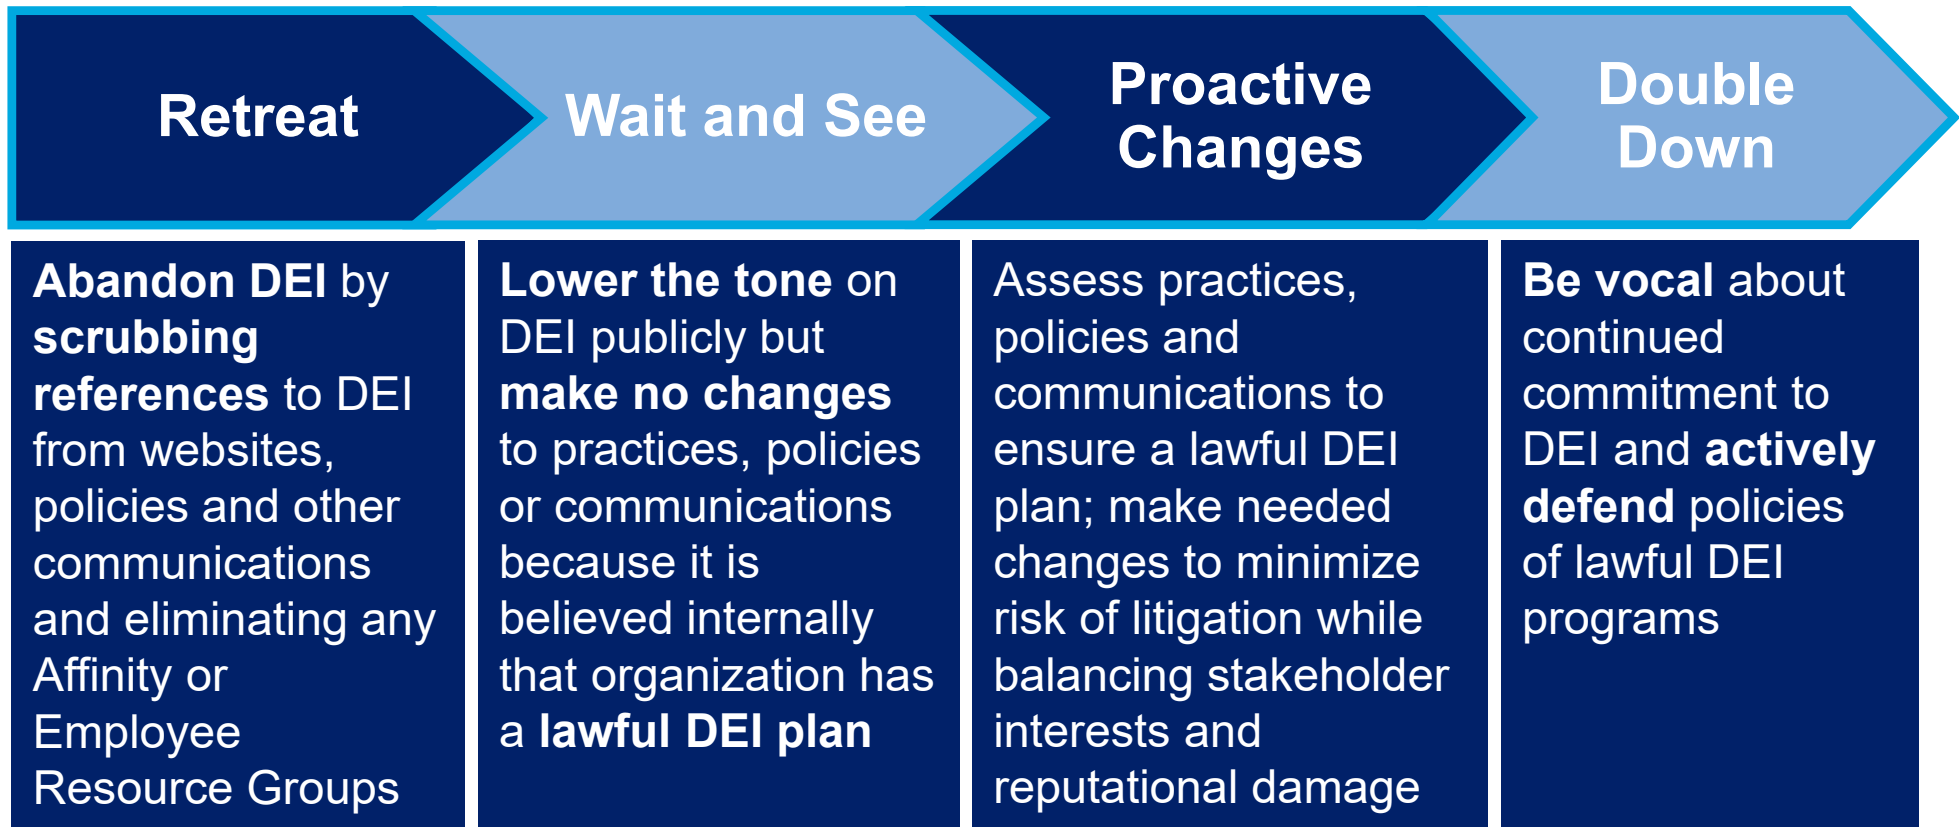 Retreat
Wait and See
Proactive
Changes
Double
Down
Abandon DEI by
scrubbing
references to DEI
from websites,
policies and other
communications
and eliminating any
Affinity or
Employee
Resource Groups
Lower the tone on
DEI publicly but
make no changes
to practices, policies
or communications
because it is
believed internally
that organization has
a lawful DEI plan
Assess practices,
policies and
communications to
ensure a lawful DEI
plan; make needed
changes to minimize
risk of litigation while
balancing stakeholder
interests and
reputational damage
Be vocal about
continued
commitment to
DEI and actively
defend policies
of lawful DEI
programs